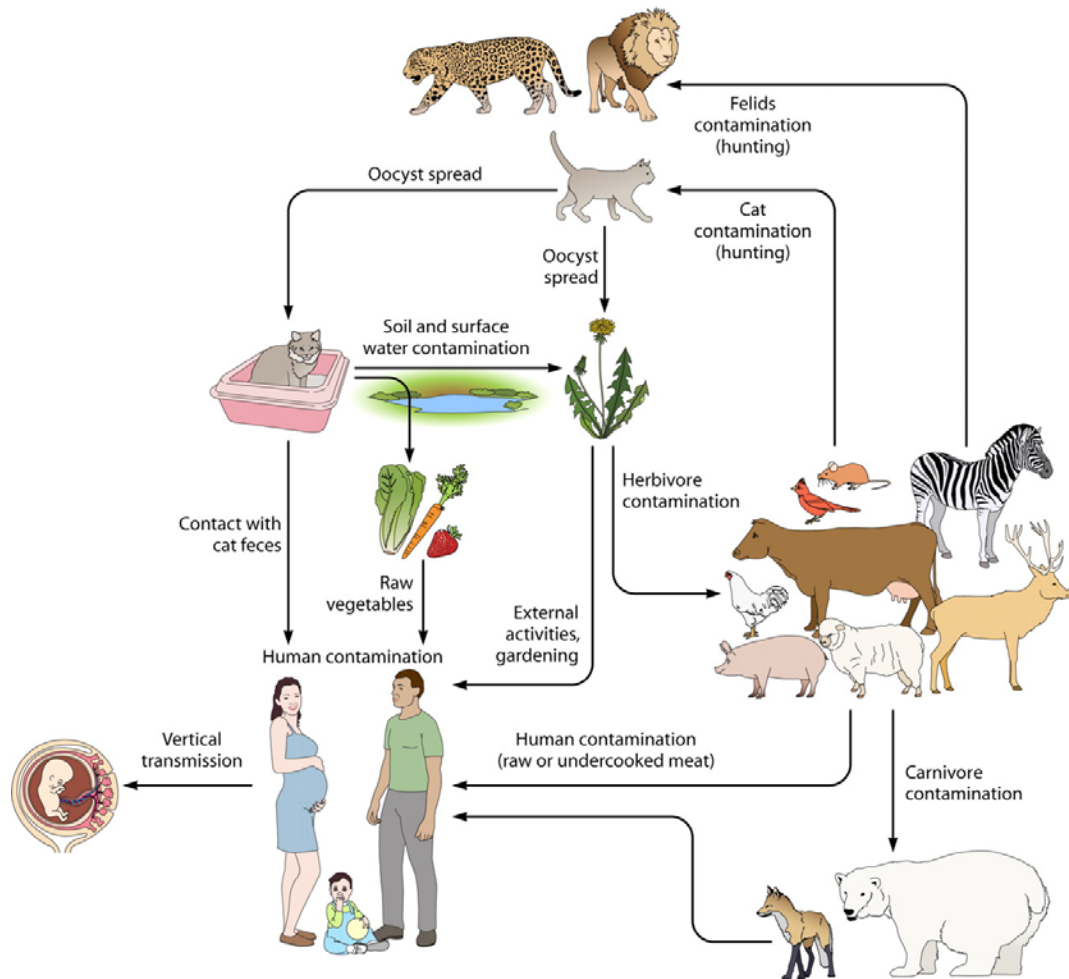 Felids
contamination
(hunting)
Oocyst spread
Cat
contamination
(hunting)
Oocyst
spread
Soil and surface
water contamination
Herbivore
contamination
Contact with
cat feces
Raw
vegetables
External
activities,
gardening
Human contamination
Vertical
transmission
Human contamination
(raw or undercooked meat)
Carnivore
contamination